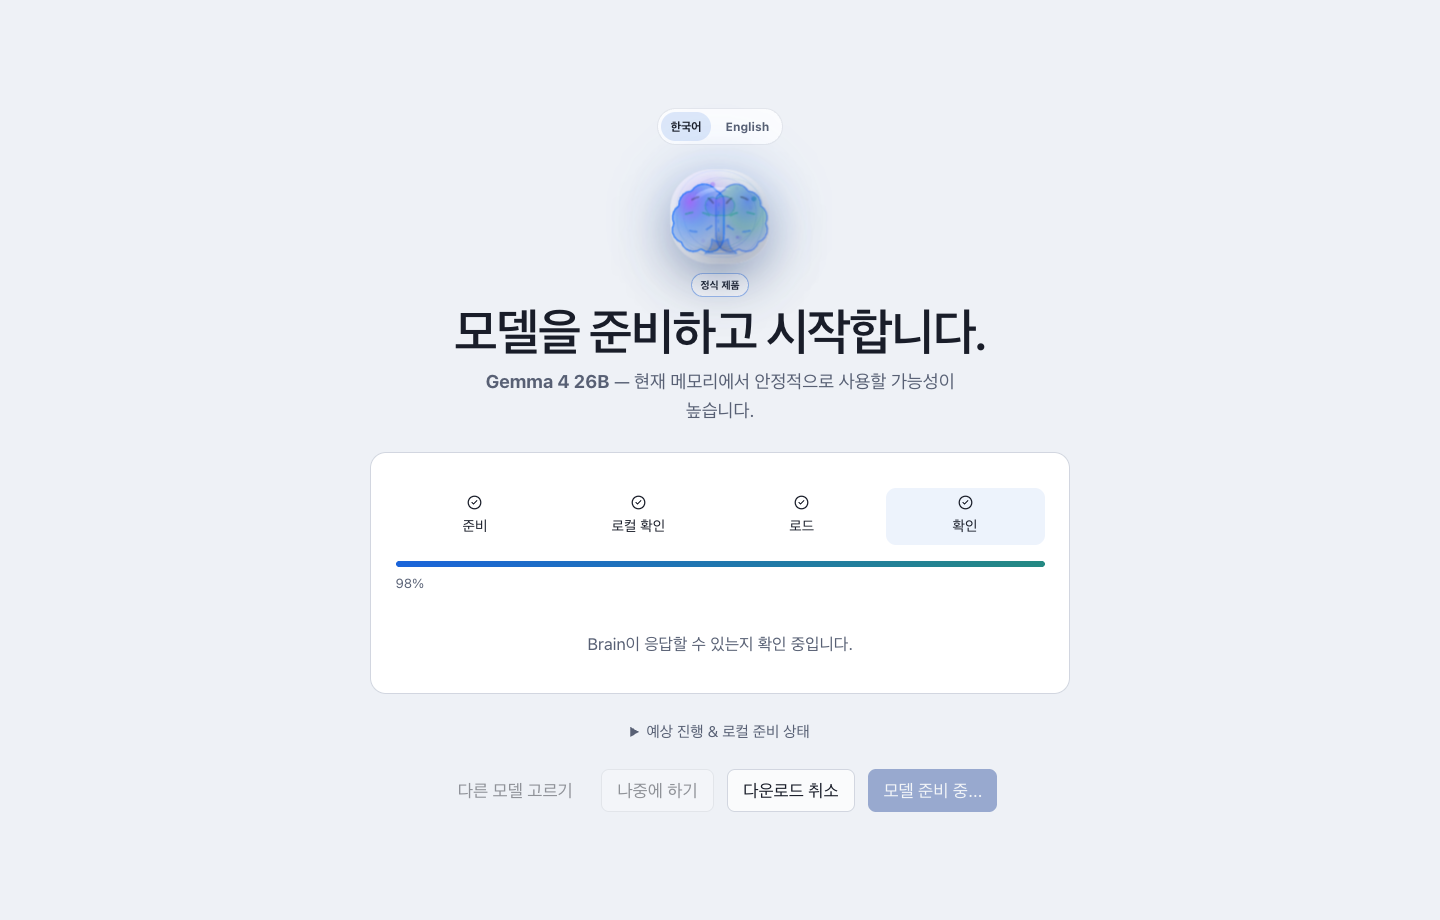 한국어 English
정식 제품
모델을 준비하고 시작합니다.
Gemma 4 26B — 현재 메모리에서 안정적으로 사용할 가능성이
높습니다.
준비 로컬 확인 로드 확인
98%
Brain이 응답할 수 있는지 확인 중입니다.
▶ 예상 진행 & 로컬 준비 상태
다른 모델 고르기 나중에 하기 다운로드 취소 모델 준비 중...